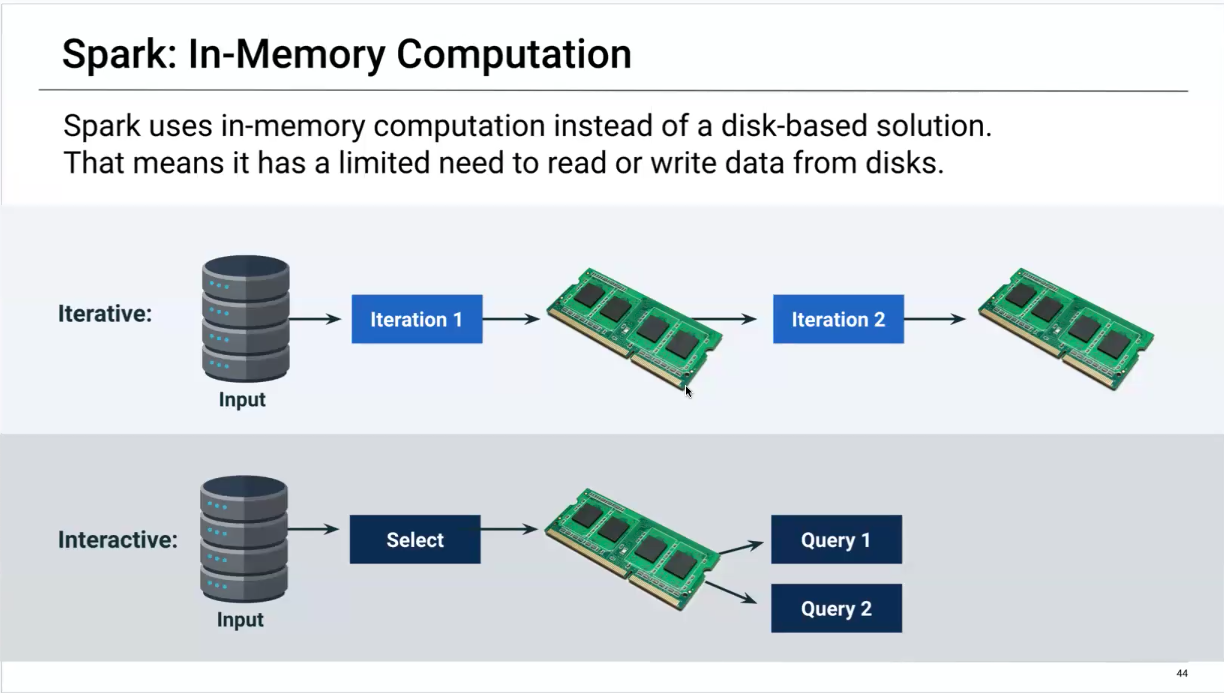 Spark: In-Memory Computation
Spark uses in-memory computation instead of a disk-based solution.
That means it has a limited need to read or write data from disks.
Iterative:
Input
Iteration 1
Iteration 2
Interactive:
Input
Select
Query 1
Query 2
44